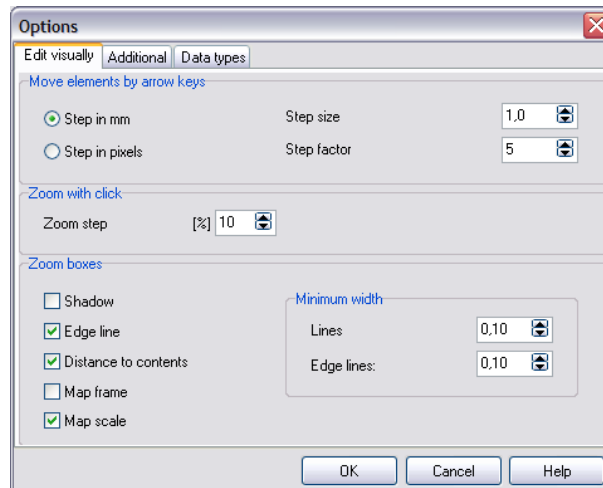 Options
Edit visually Additional Data types
Move elements by arrow keys
Step in mm Step size 1,0
Step in pixels Step factor 5
Zoom with click
Zoom step [%] 10
Zoom boxes
Shadow
Minimum width
Edge line Lines 0,10
Distance to contents Edge lines: 0,10
Map frame
Map scale
OK Cancel Help